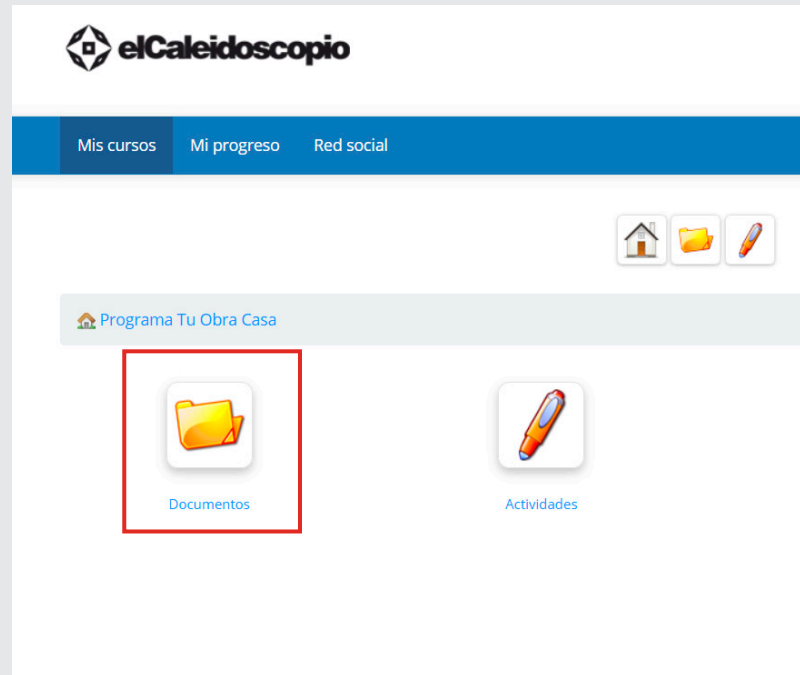 elCaleidoscopio
Mis cursos Mi progreso Red social
Programa Tu Obra Casa
Documentos Actividades